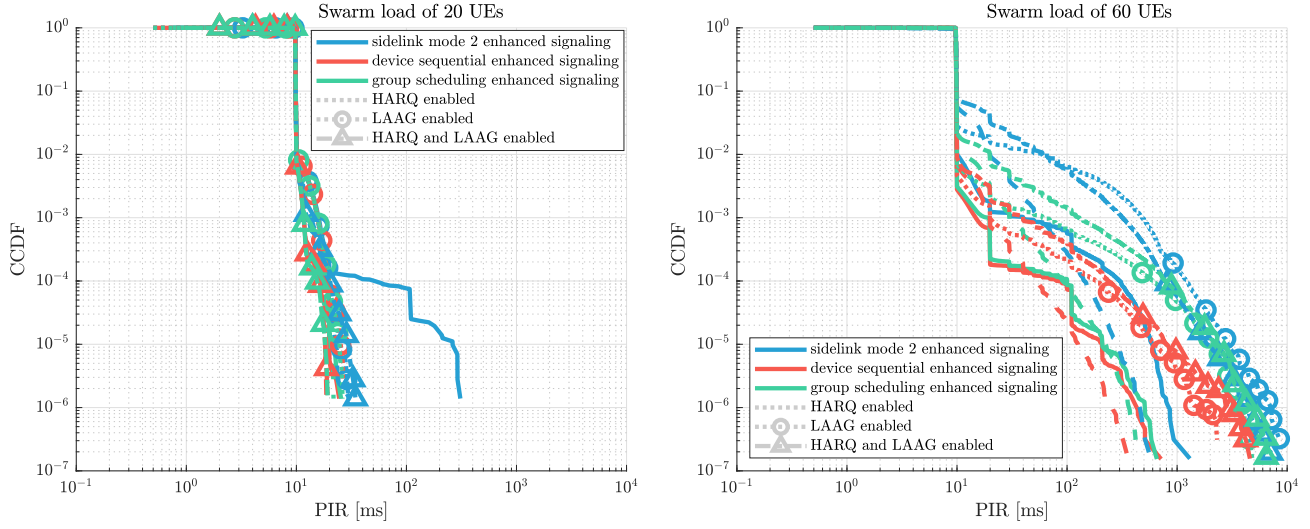 Swarm load of 20 UEs
10^0
10^-1
10^-2
10^-3
10^-4
10^-5
10^-6
10^-7
CCDF
sidelink mode 2 enhanced signaling
device sequential enhanced signaling
group scheduling enhanced signaling
HARQ enabled
LAAG enabled
HARQ and LAAG enabled
10^-1
10^0
10^1
10^2
10^3
10^4
PIR [ms]
Swarm load of 60 UEs
10^0
10^-1
10^-2
10^-3
10^-4
10^-5
10^-6
10^-7
CCDF
sidelink mode 2 enhanced signaling
device sequential enhanced signaling
group scheduling enhanced signaling
HARQ enabled
LAAG enabled
HARQ and LAAG enabled
10^-1
10^0
10^1
10^2
10^3
10^4
PIR [ms]